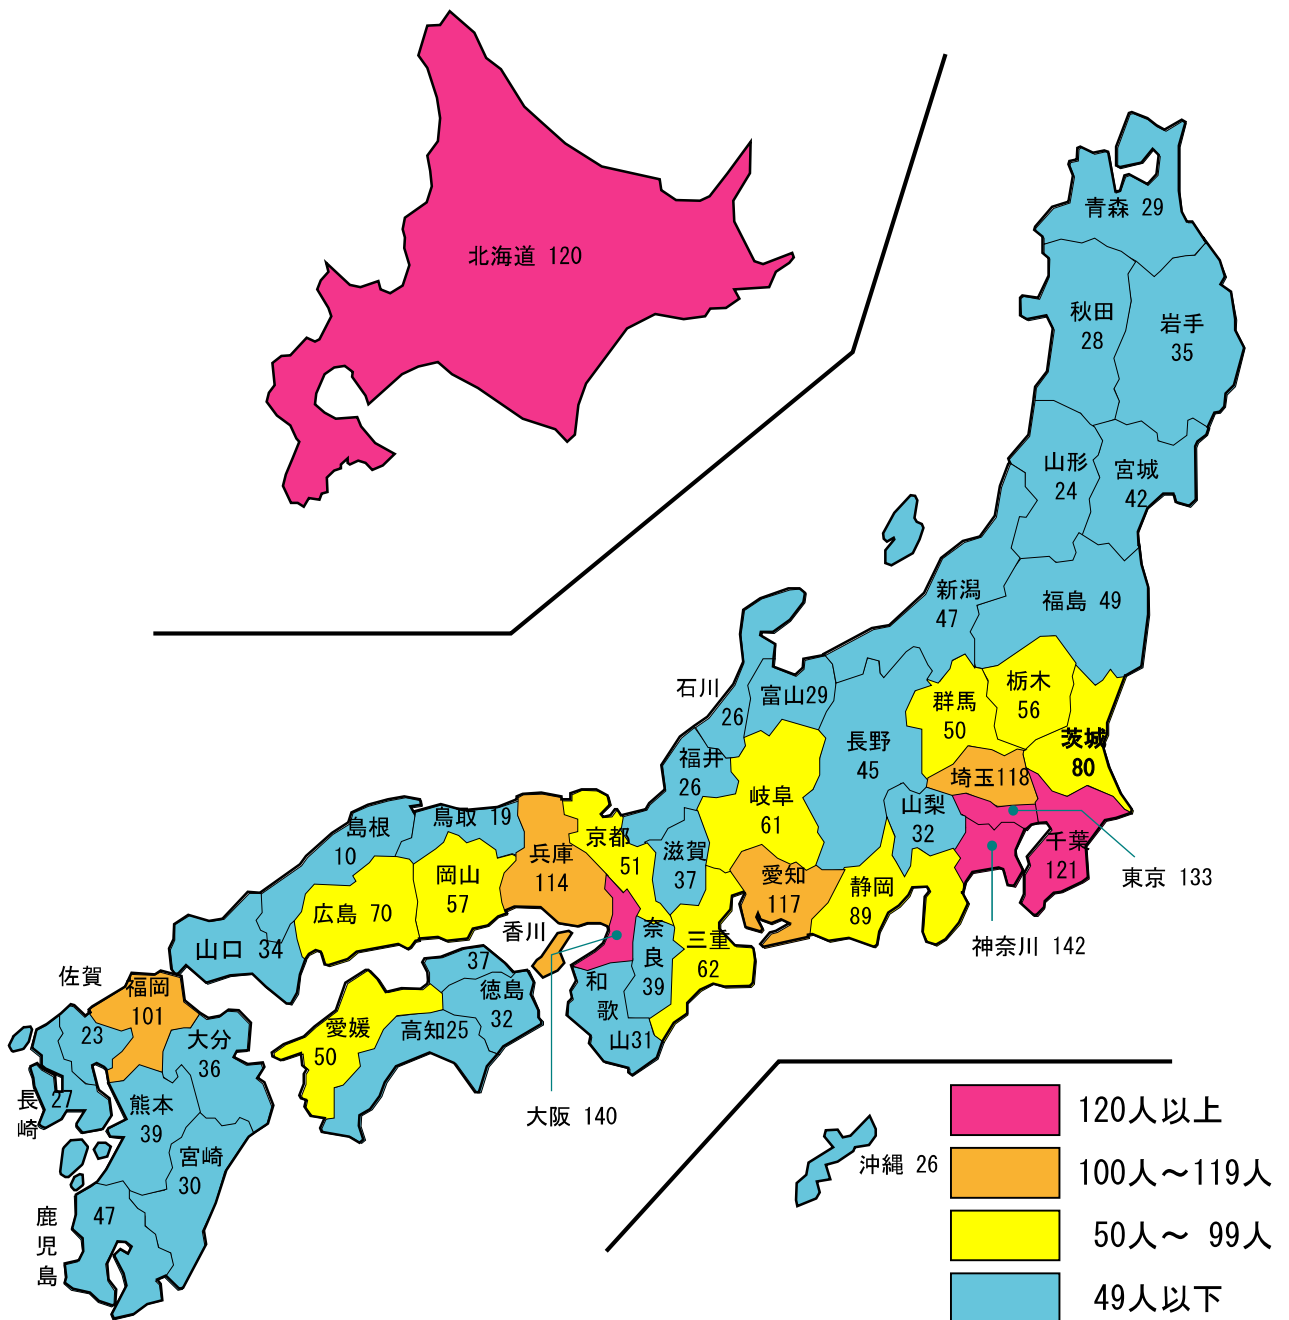 北海道 120
青森 29
秋田
28
岩手
35
山形
24
宮城
42
新潟
47
福島 49
石川
26
富山29
福井
26
長野
45
群馬
50
栃木
56
茨城
80
埼玉118
山梨
32
千葉
121
東京 133
神奈川 142
岐阜
61
静岡
89
愛知
117
三重
62
滋賀
37
京都
51
奈
良
39
和
歌
山31
大阪 140
兵庫
114
鳥取 19
島根
10
岡山
57
広島 70
山口 34
香川
37
徳島
32
愛媛
50
高知25
福岡
101
佐賀
23
長
崎
27
大分
36
熊本
39
宮崎
30
鹿
児
島
47
沖縄 26
120人以上
100人～119人
50人～ 99人
49人以下